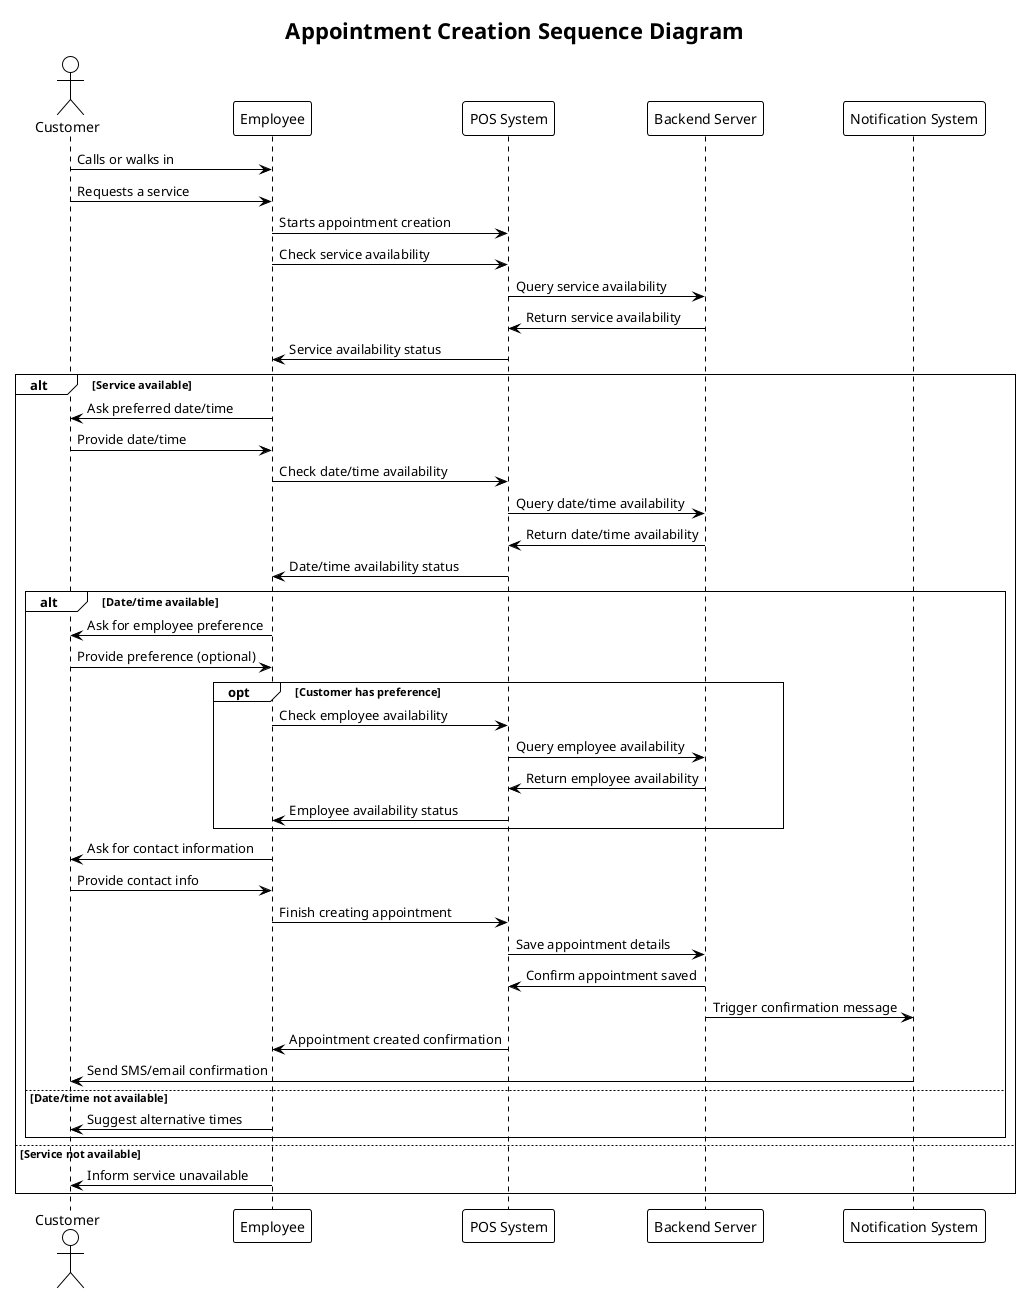 Appointment Creation Sequence Diagram
Customer
Employee
POS System
Backend Server
Notification System
Calls or walks in
Requests a service
Starts appointment creation
Check service availability
Query service availability
Return service availability
Service availability status
alt [Service available]
Ask preferred date/time
Provide date/time
Check date/time availability
Query date/time availability
Return date/time availability
Date/time availability status
alt [Date/time available]
Ask for employee preference
Provide preference (optional)
opt [Customer has preference]
Check employee availability
Query employee availability
Return employee availability
Employee availability status
Ask for contact information
Provide contact info
Finish creating appointment
Save appointment details
Confirm appointment saved
Trigger confirmation message
Appointment created confirmation
Send SMS/email confirmation
[Date/time not available]
Suggest alternative times
[Service not available]
Inform service unavailable
Customer
Employee
POS System
Backend Server
Notification System